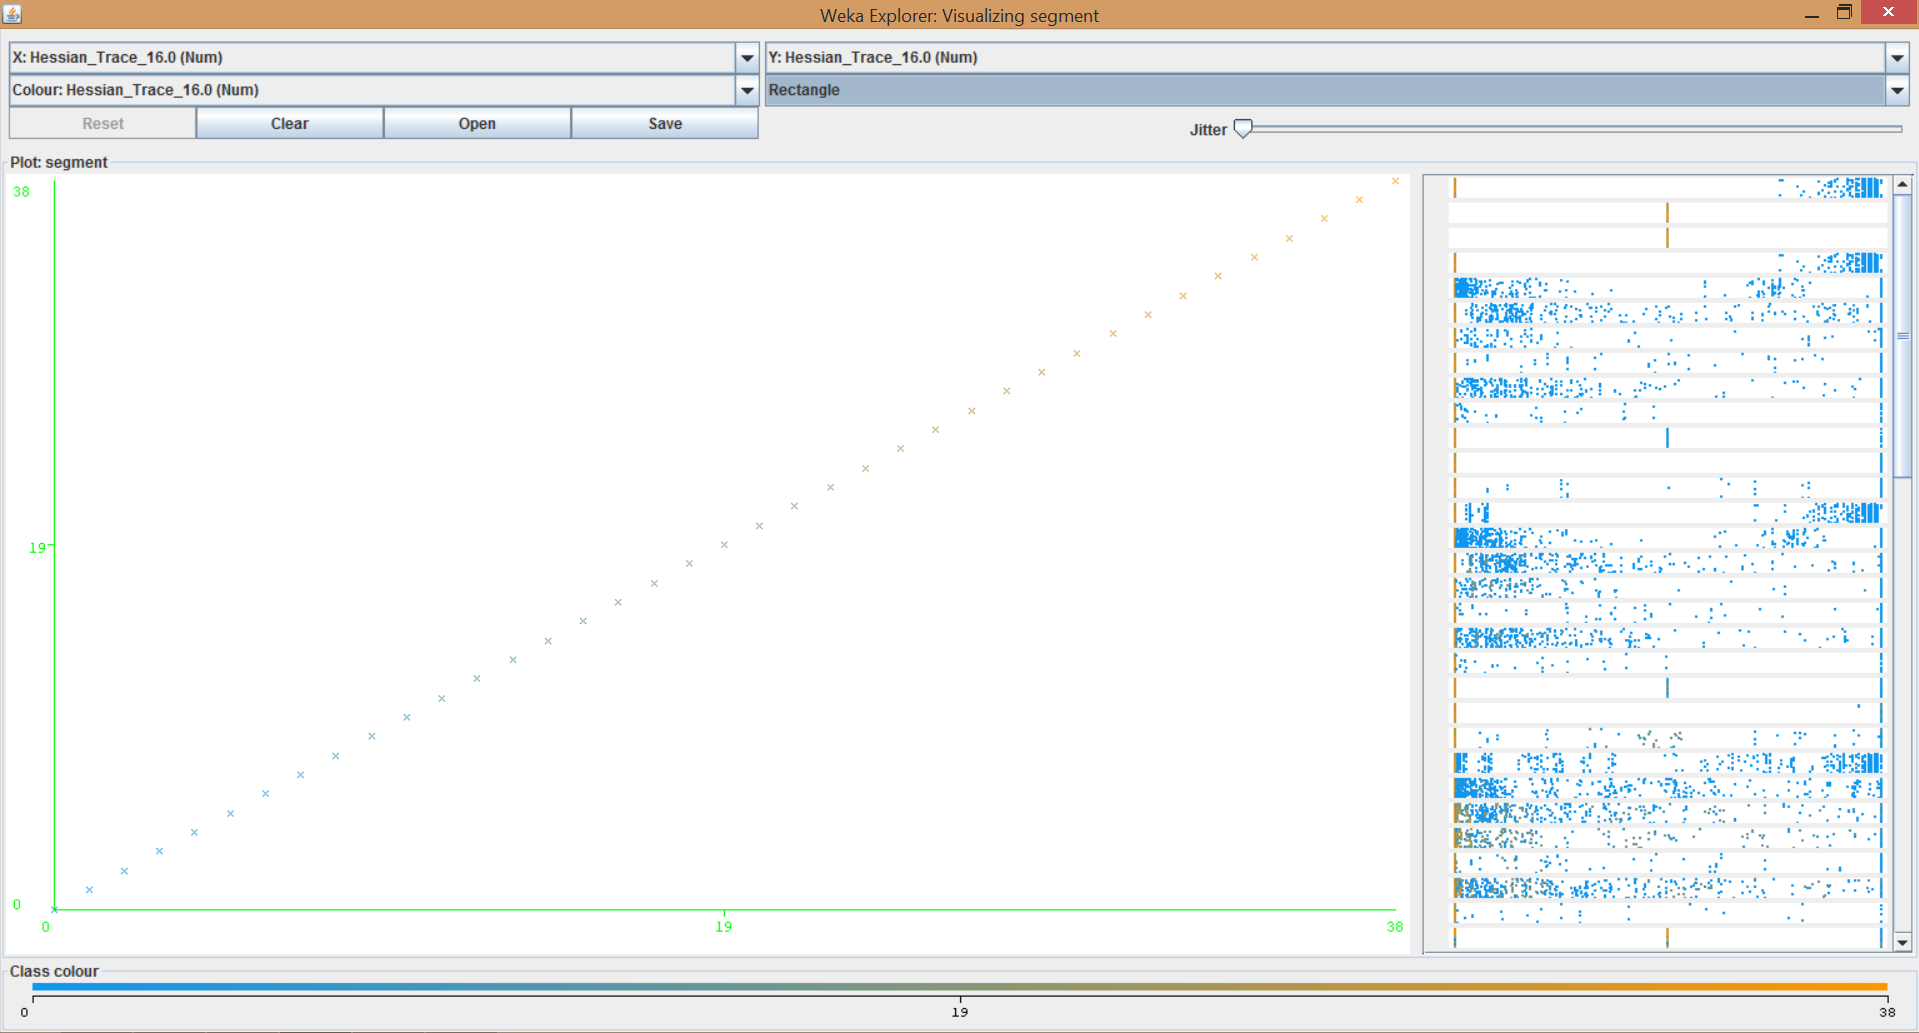 Weka Explorer: Visualizing segment
X: Hessian_Trace_16.0 (Num)
Y: Hessian_Trace_16.0 (Num)
Colour: Hessian_Trace_16.0 (Num)
Rectangle
Reset
Clear
Open
Save
Jitter
Plot: segment
38
19
0
0
19
38
Class colour
0
19
38